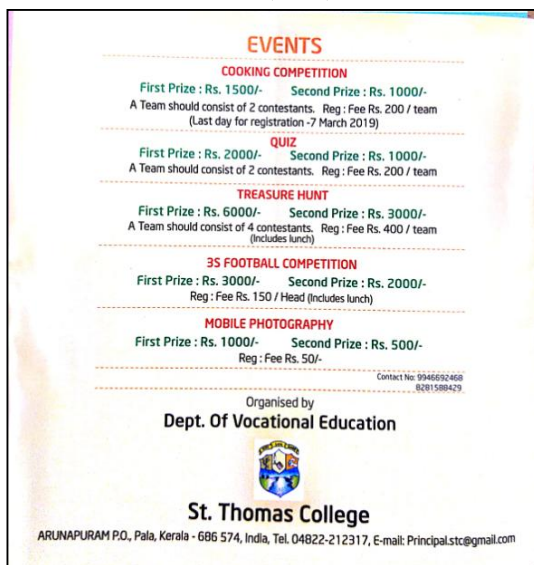 EVENTS
COOKING COMPETITION
First Prize : Rs. 1500/- Second Prize : Rs. 1000/-
A Team should consist of 2 contestants. Reg : Fee Rs. 200 / team
(Last day for registration -7 March 2019)
QUIZ
First Prize : Rs. 2000/- Second Prize : Rs. 1000/-
A Team should consist of 2 contestants. Reg : Fee Rs. 200 / team
TREASURE HUNT
First Prize : Rs. 6000/- Second Prize : Rs. 3000/-
A Team should consist of 4 contestants. Reg : Fee Rs. 400 / team
(Includes lunch)
3S FOOTBALL COMPETITION
First Prize : Rs. 3000/- Second Prize : Rs. 2000/-
Reg : Fee Rs. 150 / Head (Includes lunch)
MOBILE PHOTOGRAPHY
First Prize : Rs. 1000/- Second Prize : Rs. 500/-
Reg : Fee Rs. 50/-
Contact No: 9946692468
8281588429
Organised by
Dept. Of Vocational Education
St. Thomas College
ARUNAPURAM P.O., Pala, Kerala - 686 574, India, Tel. 04822-212317, E-mail: Principal.stc@gmail.com